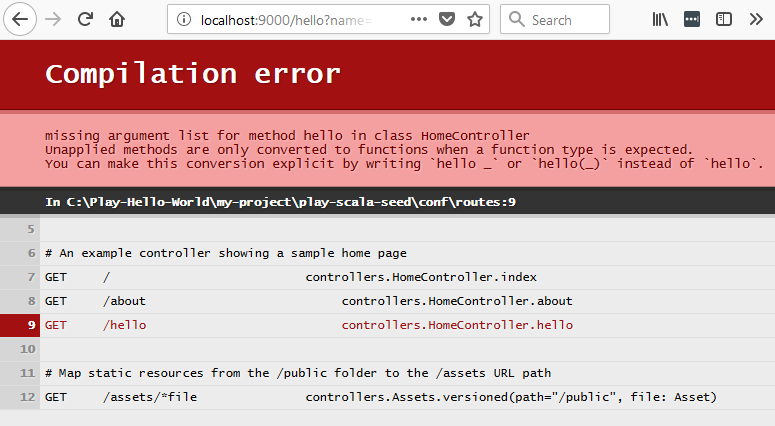 localhost:9000/hello?name=
Search
Compilation error
missing argument list for method hello in class HomeController
Unapplied methods are only converted to functions when a function type is expected.
You can make this conversion explicit by writing `hello _` or `hello(_)` instead of `hello`.
In C:\Play-Hello-World\my-project\play-scala-seed\conf\routes:9
5
6 # An example controller showing a sample home page
7 GET     /                           controllers.HomeController.index
8 GET     /about                           controllers.HomeController.about
9 GET     /hello                           controllers.HomeController.hello
10
11 # Map static resources from the /public folder to the /assets URL path
12 GET     /assets/*file               controllers.Assets.versioned(path="/public", file: Asset)